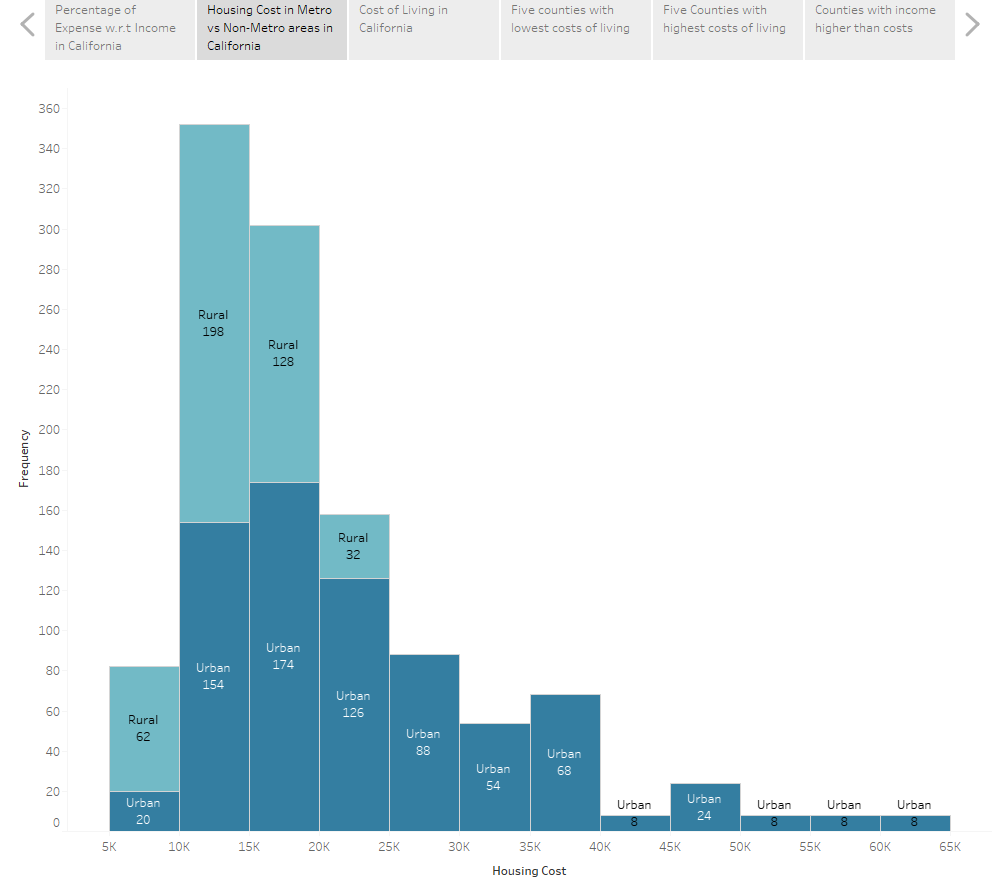 Percentage of
Expense w.r.t Income
in California
Housing Cost in Metro
vs Non-Metro areas in
California
Cost of Living in
California
Five counties with
lowest costs of living
Five Counties with
highest costs of living
Counties with income
higher than costs
360
340
320
300
280
260
240
220
200
180
160
140
120
100
80
60
40
20
0
Frequency
Rural
62
Urban
20
Rural
198
Urban
154
Rural
128
Urban
174
Rural
32
Urban
126
Urban
88
Urban
54
Urban
68
Urban
8
Urban
24
Urban
8
Urban
8
Urban
8
5K
10K
15K
20K
25K
30K
35K
40K
45K
50K
55K
60K
65K
Housing Cost